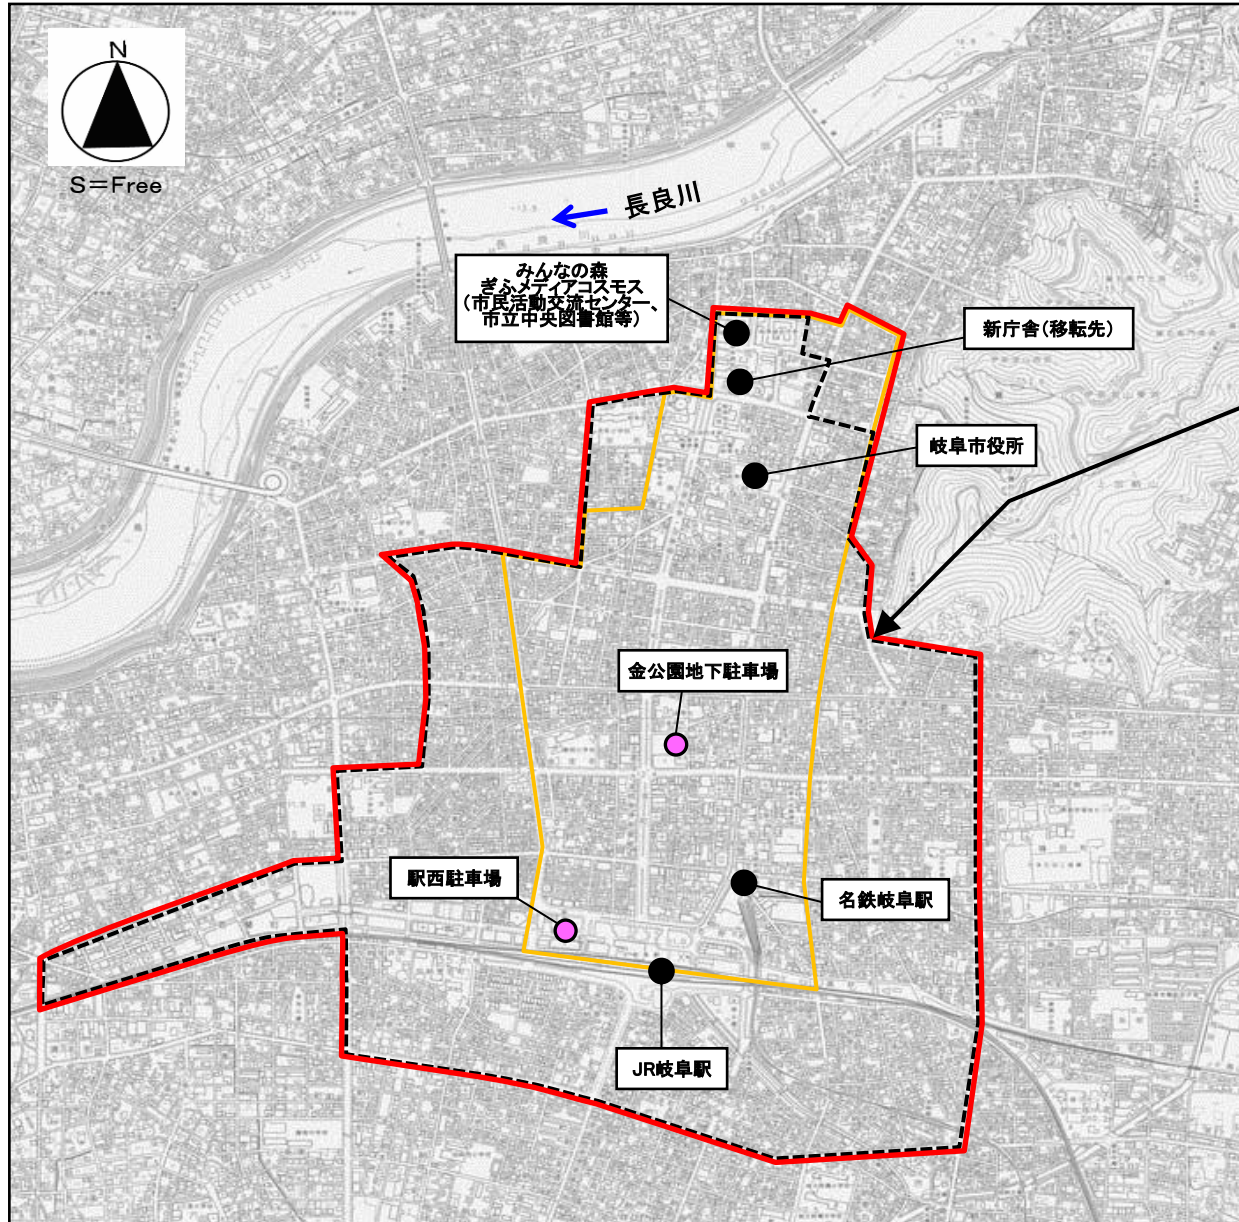 N
S＝Free
長良川
みんなの森
ぎふメディアコスモス
（市民活動交流センター、
市立中央図書館等）
新庁舎（移転先）
岐阜市役所
金公園地下駐車場
駅西駐車場
名鉄岐阜駅
JR岐阜駅